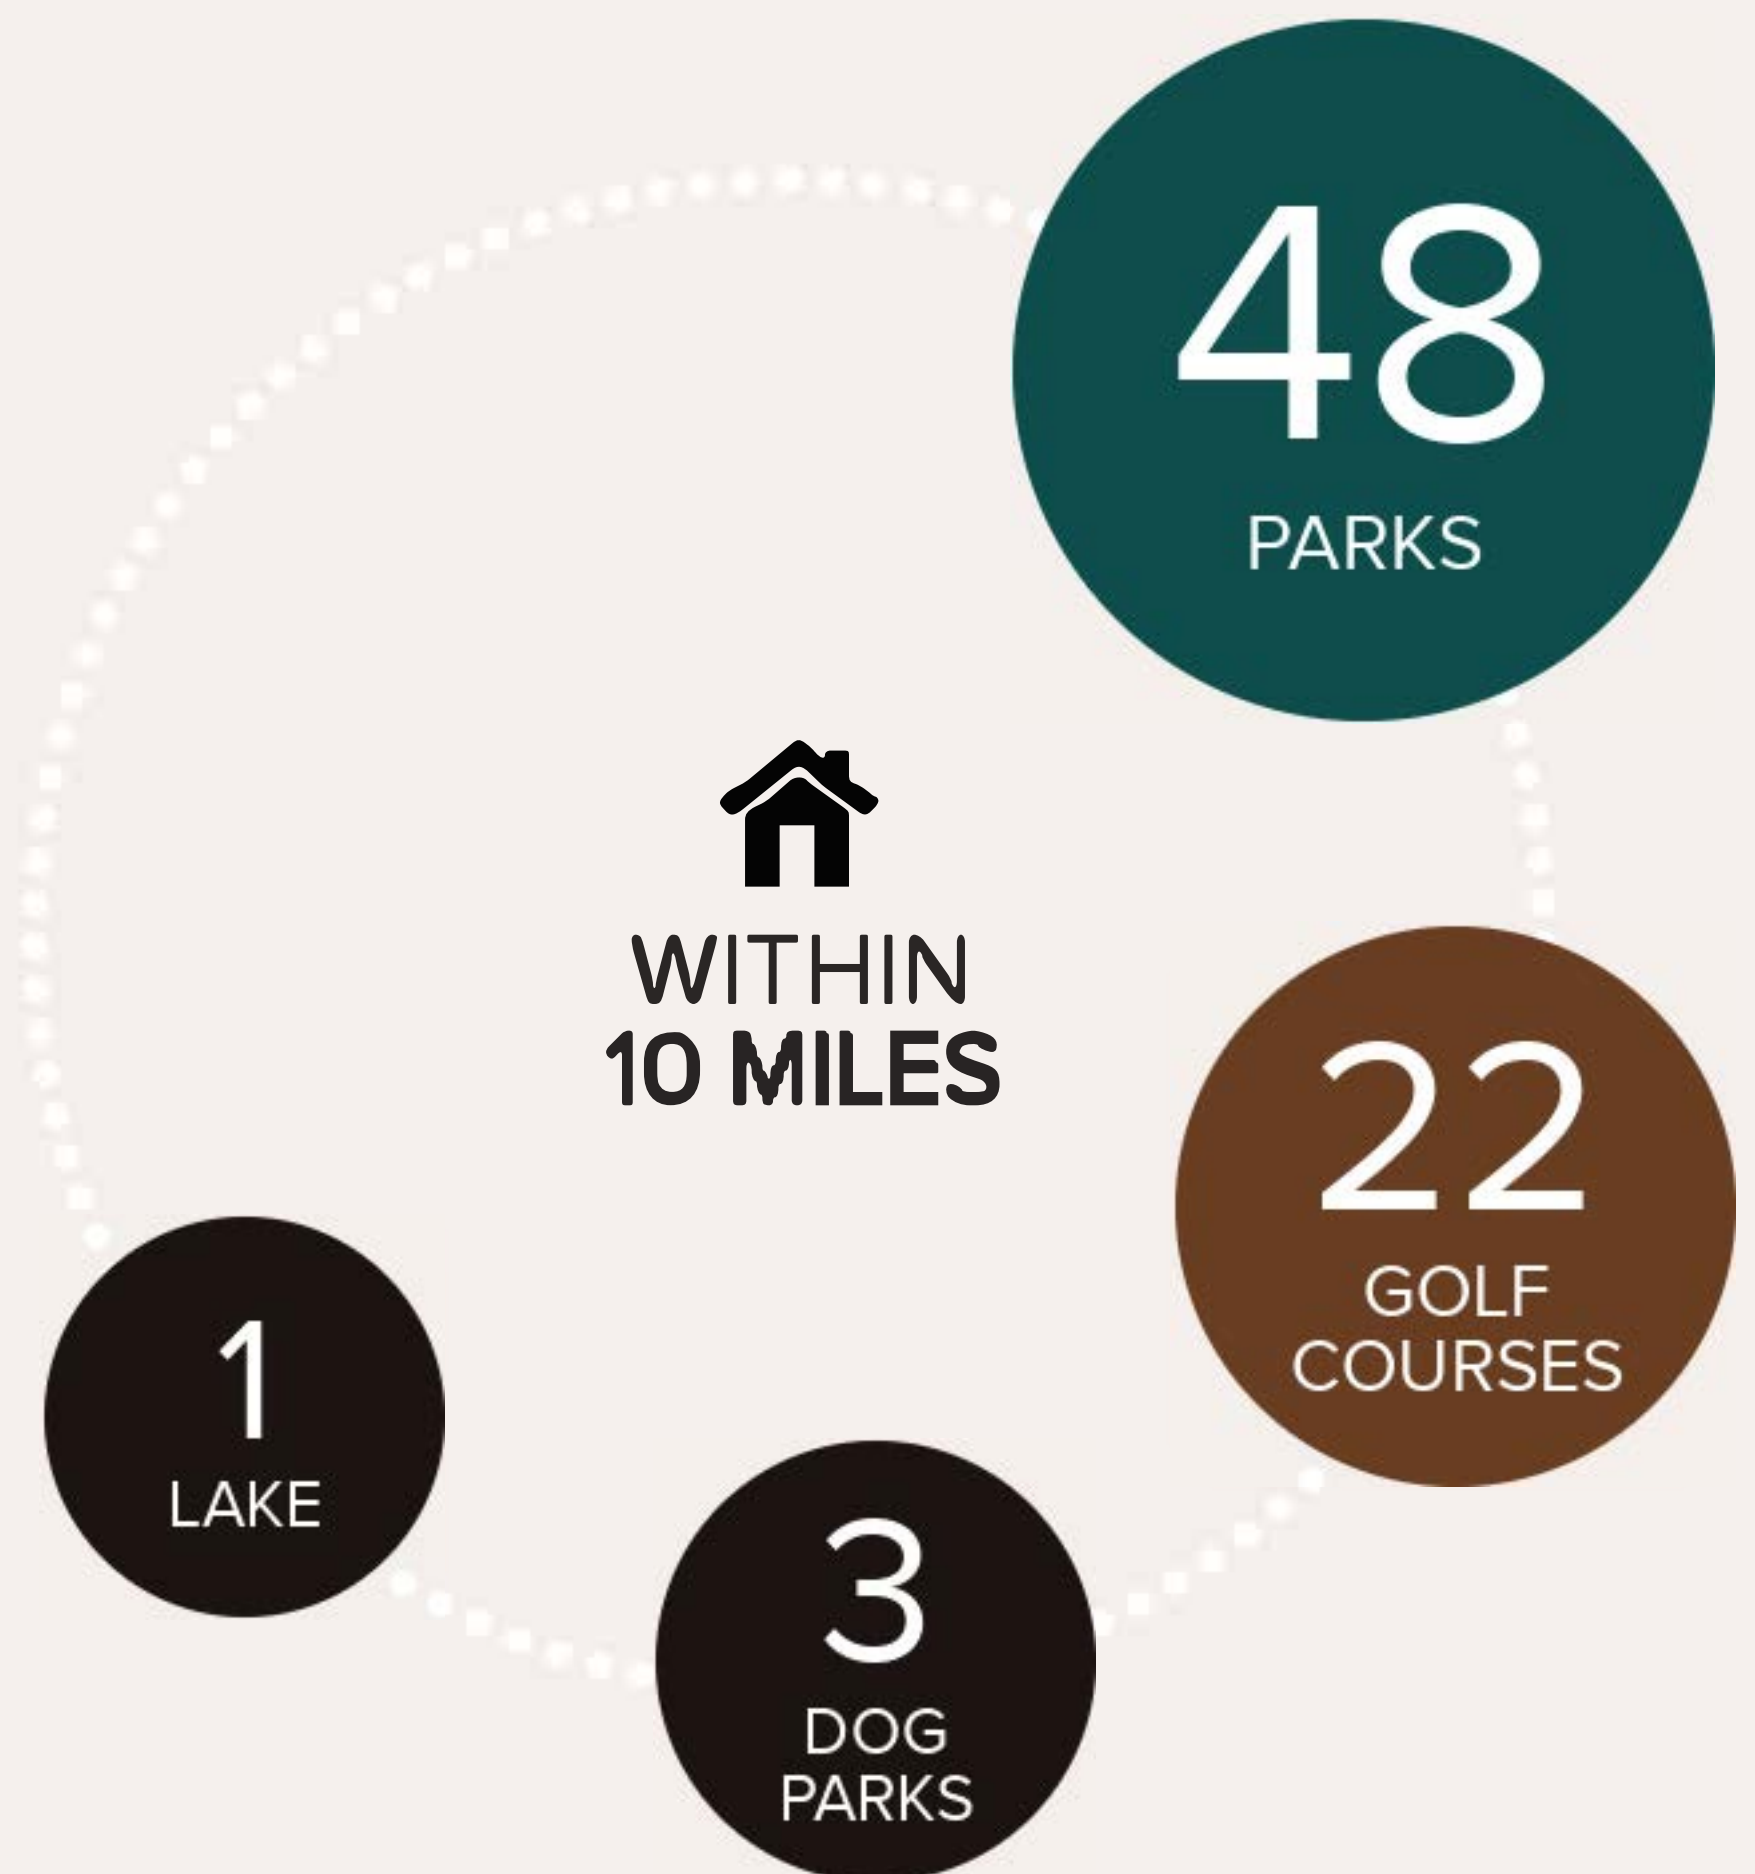 48
PARKS
WITHIN
10 MILES
22
GOLF
COURSES
1
LAKE
3
DOG
PARKS